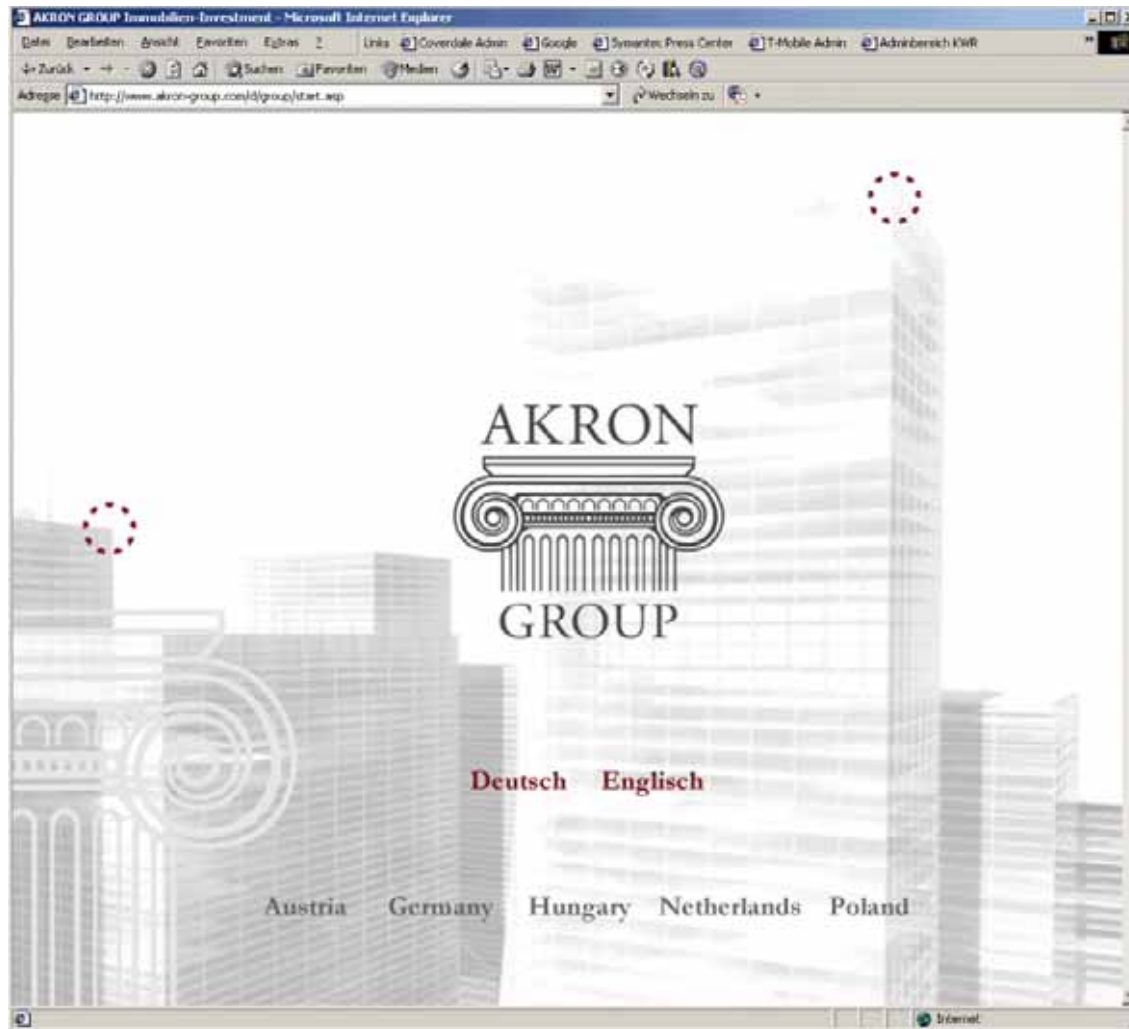 AKRON GROUP Immobilien-Investment - Microsoft Internet Explorer
Datei Bearbeiten Ansicht Favoriten Extras ? Links Coverdale Admin Google Symantec Press Center T-Mobile Admin Adminbereich KWR
Zurück Suchen Favoriten Medien
Adresse http://www.akron-group.com/d/group/start.asp Wechseln zu
AKRON
GROUP
Deutsch Englisch
Austria Germany Hungary Netherlands Poland
Internet